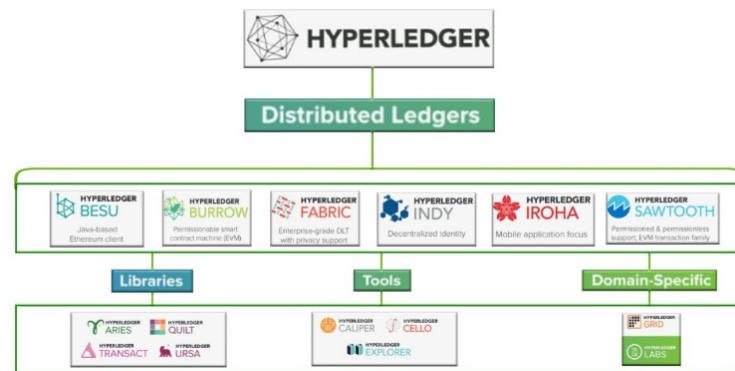 HYPERLEDGER
Distributed Ledgers
HYPERLEDGER
BESU
Java-based
Ethereum client
HYPERLEDGER
BURROW
Permissionable smart
contract machine (EVM)
HYPERLEDGER
FABRIC
Enterprise-grade DLT
with privacy support
HYPERLEDGER
INDY
Decentralized identity
HYPERLEDGER
IROHA
Mobile application focus
HYPERLEDGER
SAWTOOTH
Permissioned & permissionless
support; EVM transaction family
Libraries
Tools
Domain-Specific
HYPERLEDGER
ARIES
HYPERLEDGER
QUILT
HYPERLEDGER
TRANSACT
HYPERLEDGER
URSA
HYPERLEDGER
CALIPER
HYPERLEDGER
CELLO
HYPERLEDGER
EXPLORER
HYPERLEDGER
GRID
HYPERLEDGER
LABS